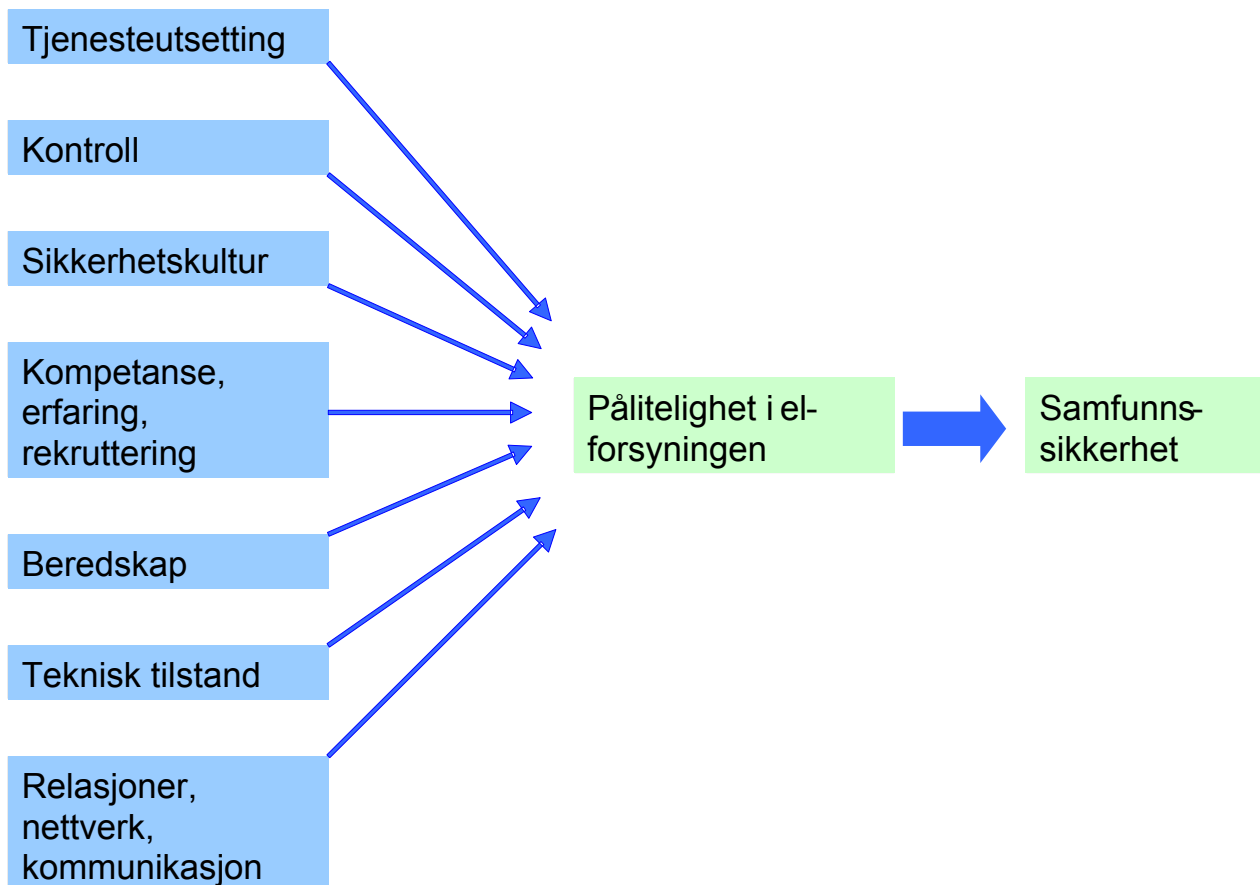 Tjenesteutsetting
Kontroll
Sikkerhetskultur
Kompetanse,
erfaring,
rekruttering
Beredskap
Teknisk tilstand
Relasjoner,
nettverk,
kommunikasjon
Pålitelighet i el-
forsyningen
Samfunns-
sikkerhet